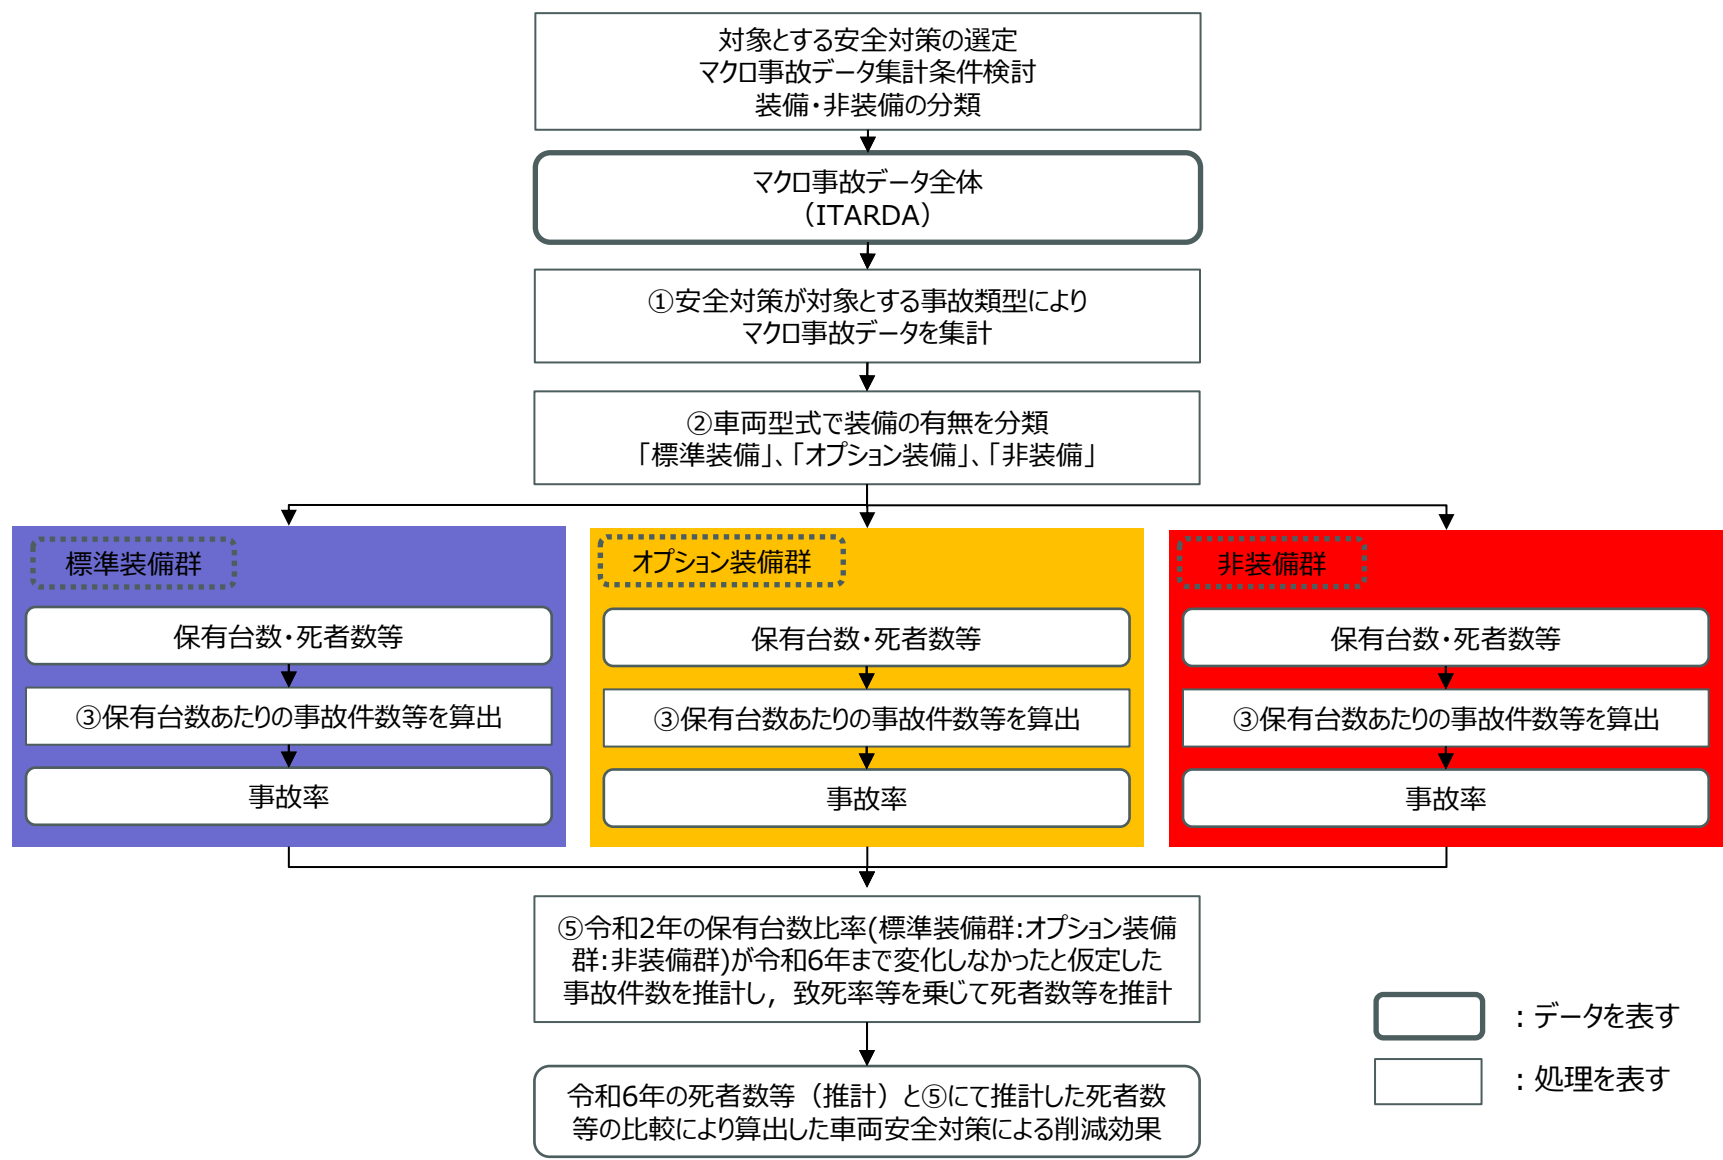 対象とする安全対策の選定
マクロ事故データ集計条件検討
装備・非装備の分類
マクロ事故データ全体
（ITARDA）
①安全対策が対象とする事故類型により
マクロ事故データを集計
②車両型式で装備の有無を分類
「標準装備」、「オプション装備」、「非装備」
標準装備群
保有台数・死者数等
③保有台数あたりの事故件数等を算出
事故率
オプション装備群
保有台数・死者数等
③保有台数あたりの事故件数等を算出
事故率
非装備群
保有台数・死者数等
③保有台数あたりの事故件数等を算出
事故率
⑤令和2年の保有台数比率(標準装備群:オプション装備
群:非装備群)が令和6年まで変化しなかったと仮定した
事故件数を推計し，致死率等を乗じて死者数等を推計
令和6年の死者数等（推計）と⑤にて推計した死者数
等の比較により算出した車両安全対策による削減効果
：データを表す
：処理を表す